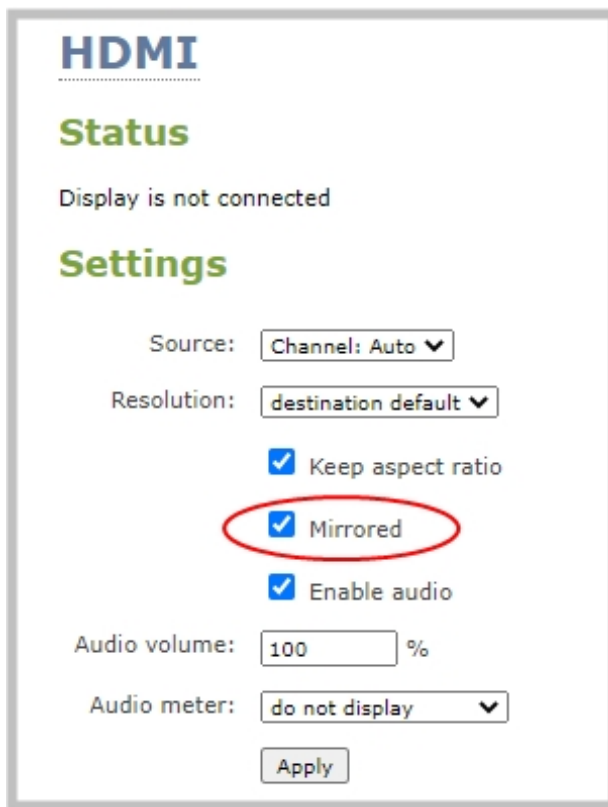 HDMI
Status
Display is not connected
Settings
Source: Channel: Auto
Resolution: destination default
Keep aspect ratio
Mirrored
Enable audio
Audio volume: 100 %
Audio meter: do not display
Apply